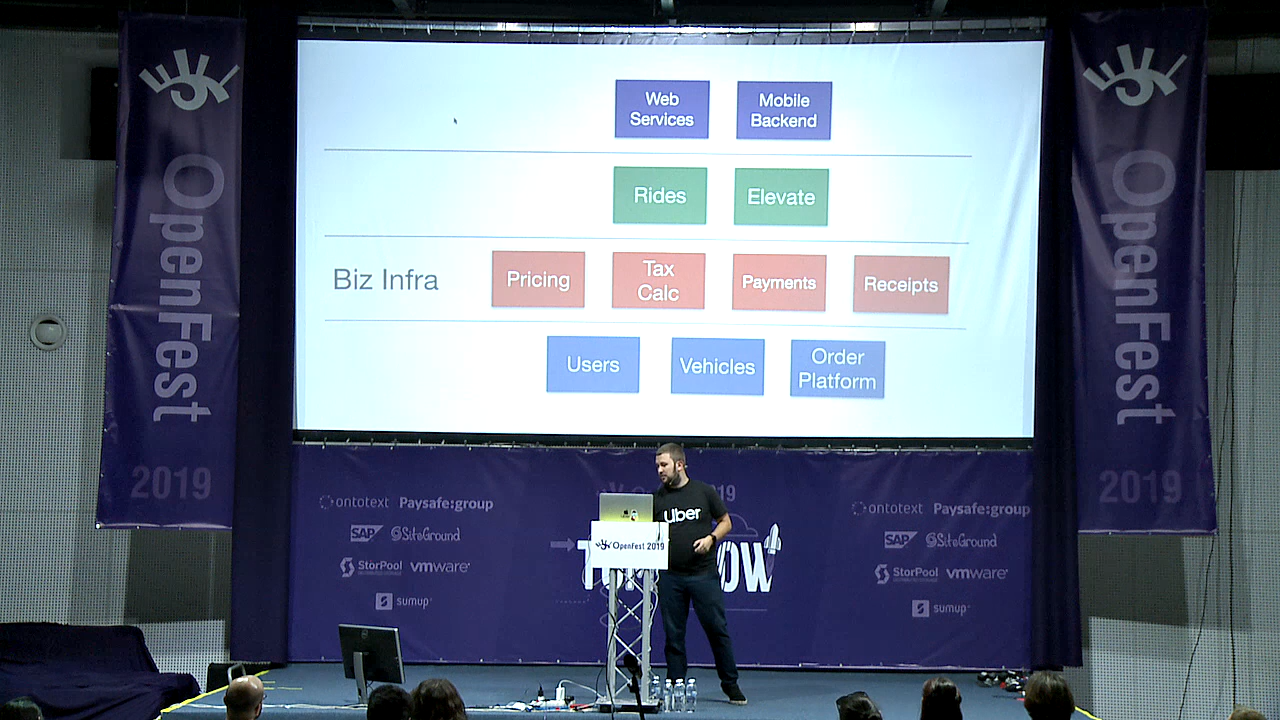 Web
Services
Mobile
Backend
Rides
Elevate
Biz Infra
Pricing
Tax
Calc
Payments
Receipts
Users
Vehicles
Order
Platform
OpenFest
2019
OpenFest
2019
ontotext Paysafe:group
SAP SiteGround
StorPool vmware
sumup
uber
OpenFest 2019
ontotext Paysafe:group
SAP SiteGround
StorPool vmware
sumup